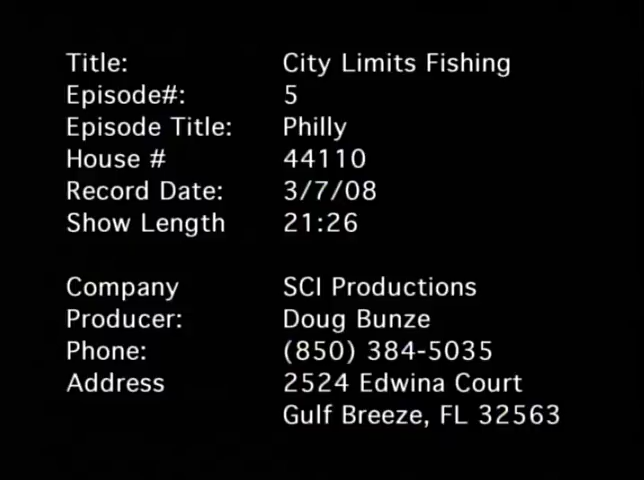 Title: City Limits Fishing
Episode#: 5
Episode Title: Philly
House # 44110
Record Date: 3/7/08
Show Length 21:26
Company SCI Productions
Producer: Doug Bunze
Phone: (850) 384-5035
Address 2524 Edwina Court
Gulf Breeze, FL 32563